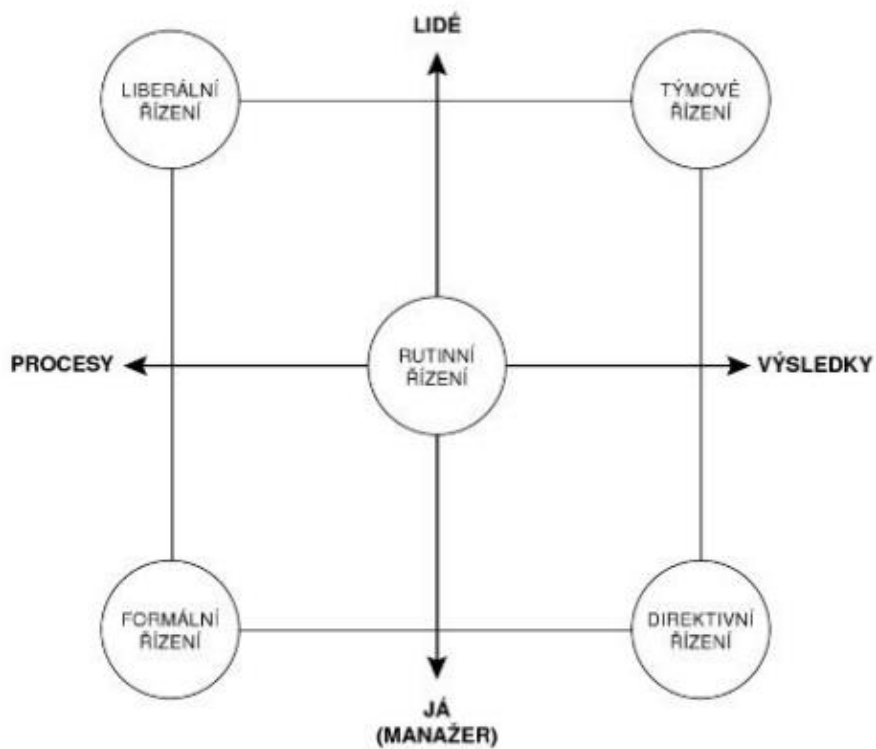 LIDÉ
LIBERÁLNÍ
ŘÍZENÍ
TÝMOVÉ
ŘÍZENÍ
PROCESY
RUTINNÍ
ŘÍZENÍ
VÝSLEDKY
FORMÁLNÍ
ŘÍZENÍ
DIREKTIVNÍ
ŘÍZENÍ
JÁ
(MANAŽER)